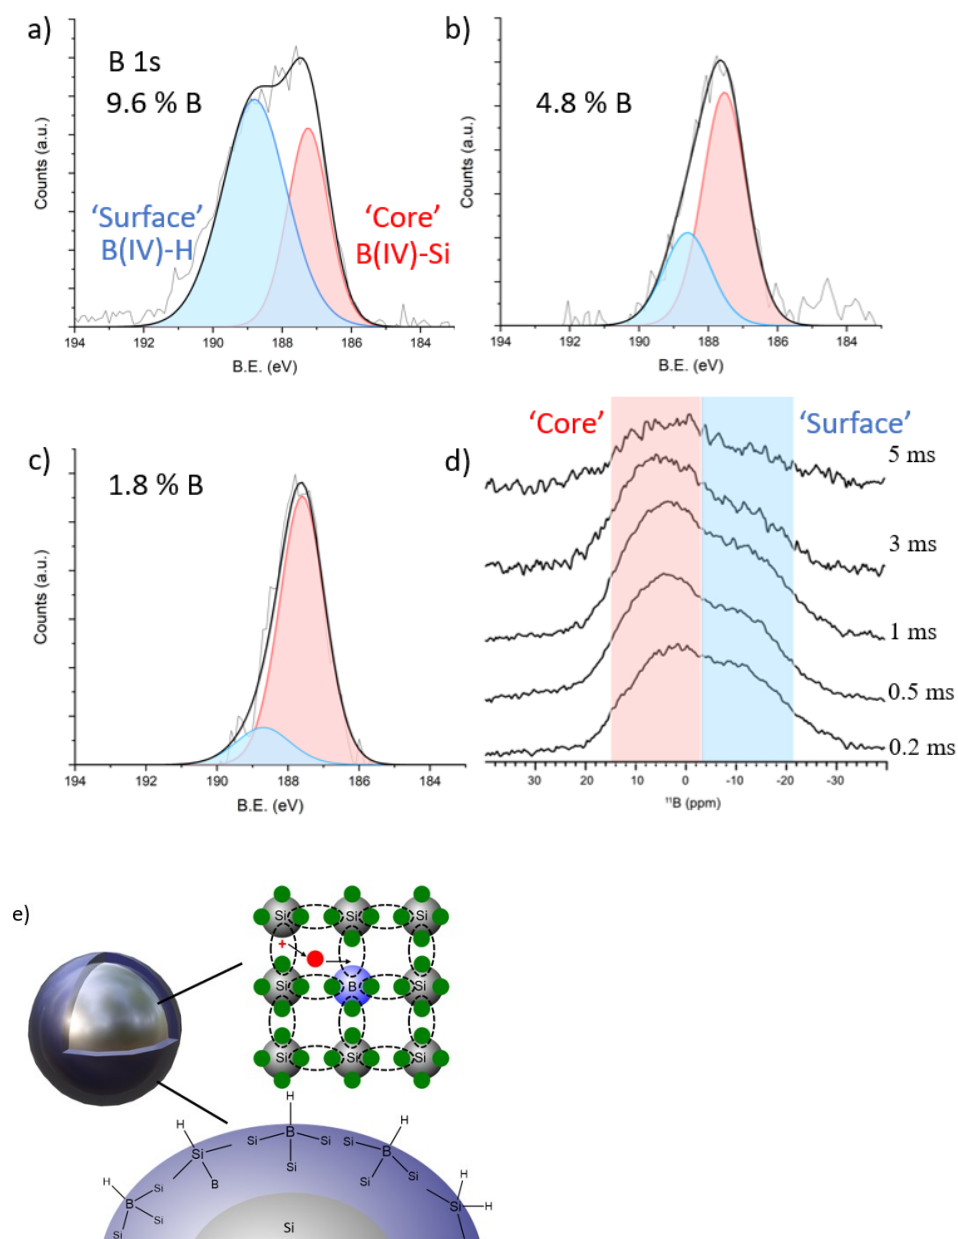 a)
B 1s
9.6 % B
Counts (a.u.)
'Surface'
B(IV)-H
'Core'
B(IV)-Si
194 192 190 188 186 184
B.E. (eV)
b)
4.8 % B
Counts (a.u.)
194 192 190 188 186 184
B.E. (eV)
c)
1.8 % B
Counts (a.u.)
194 192 190 188 186 184
B.E. (eV)
'Core' 'Surface'
d)
5 ms
3 ms
1 ms
0.5 ms
0.2 ms
30 20 10 0 -10 -20 -30
¹¹B (ppm)
e)
Si Si Si
+
Si B Si
Si Si Si
H
H Si B
H B Si Si Si
H
Si B Si Si
H
Si B Si Si
H
Si H
Si